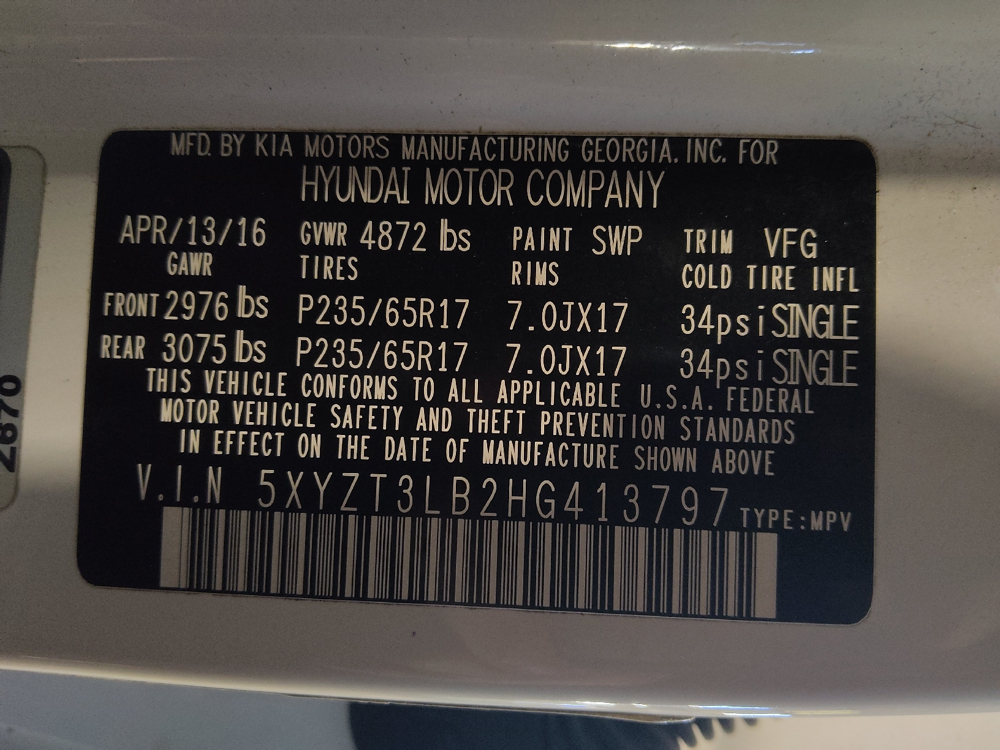 MFD. BY KIA MOTORS MANUFACTURING GEORGIA, INC. FOR
HYUNDAI MOTOR COMPANY
APR/13/16 GVWR 4872 lbs PAINT SWP TRIM VFG
GAWR TIRES RIMS COLD TIRE INFL
FRONT 2976 lbs P235/65R17 7.0JX17 34psi SINGLE
REAR 3075 lbs P235/65R17 7.0JX17 34psi SINGLE
THIS VEHICLE CONFORMS TO ALL APPLICABLE U.S.A. FEDERAL
MOTOR VEHICLE SAFETY AND THEFT PREVENTION STANDARDS
IN EFFECT ON THE DATE OF MANUFACTURE SHOWN ABOVE
V.I.N 5XYZT3LB2HG413797 TYPE:MPV
2870